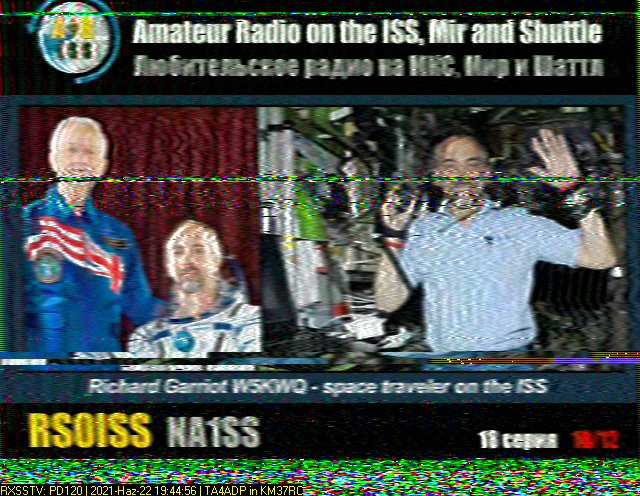 Amateur Radio on the ISS, Mir and Shuttle
Любительское радио на МКС, Мир и Шаттл
Richard Garriot W5KWQ - space traveler on the ISS
RS0ISS NA1SS
18 серия /12
RXSSTV: PD120 | 2021-Haz-22 19:44:56 | TA4ADP in KM37RC